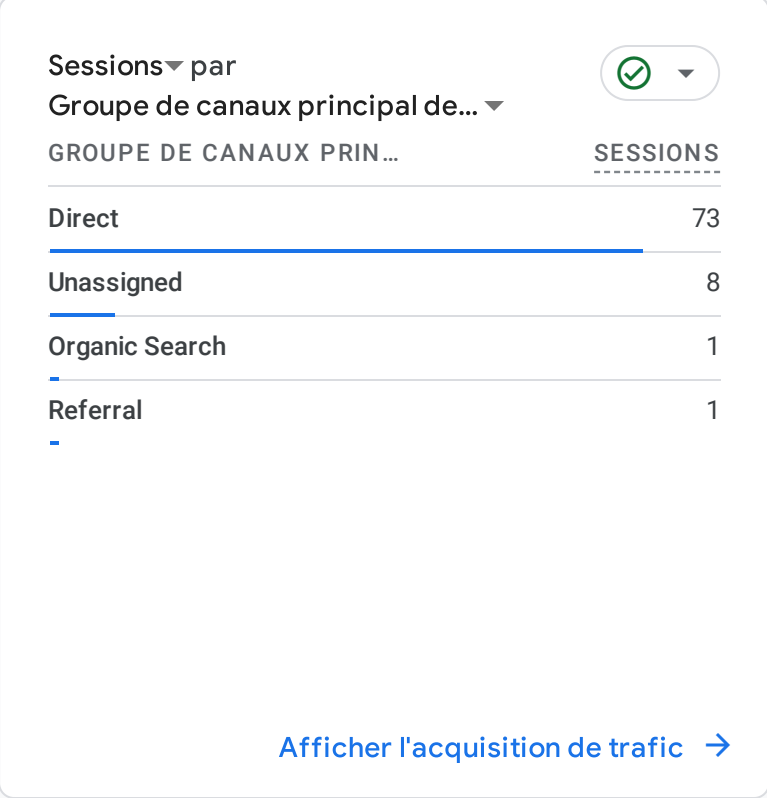 Sessions par
Groupe de canaux principal de...
GROUPE DE CANAUX PRIN... SESSIONS
Direct 73
Unassigned 8
Organic Search 1
Referral 1
Afficher l'acquisition de trafic